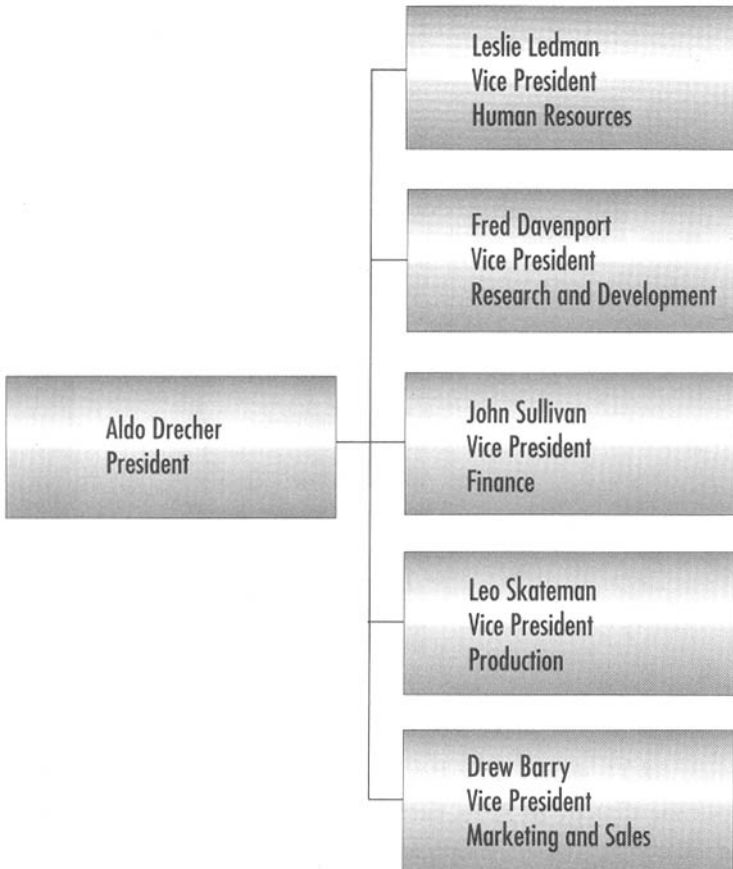 Leslie Ledman
Vice President
Human Resources
Fred Davenport
Vice President
Research and Development
Aldo Drecher
President
John Sullivan
Vice President
Finance
Leo Skateman
Vice President
Production
Drew Barry
Vice President
Marketing and Sales